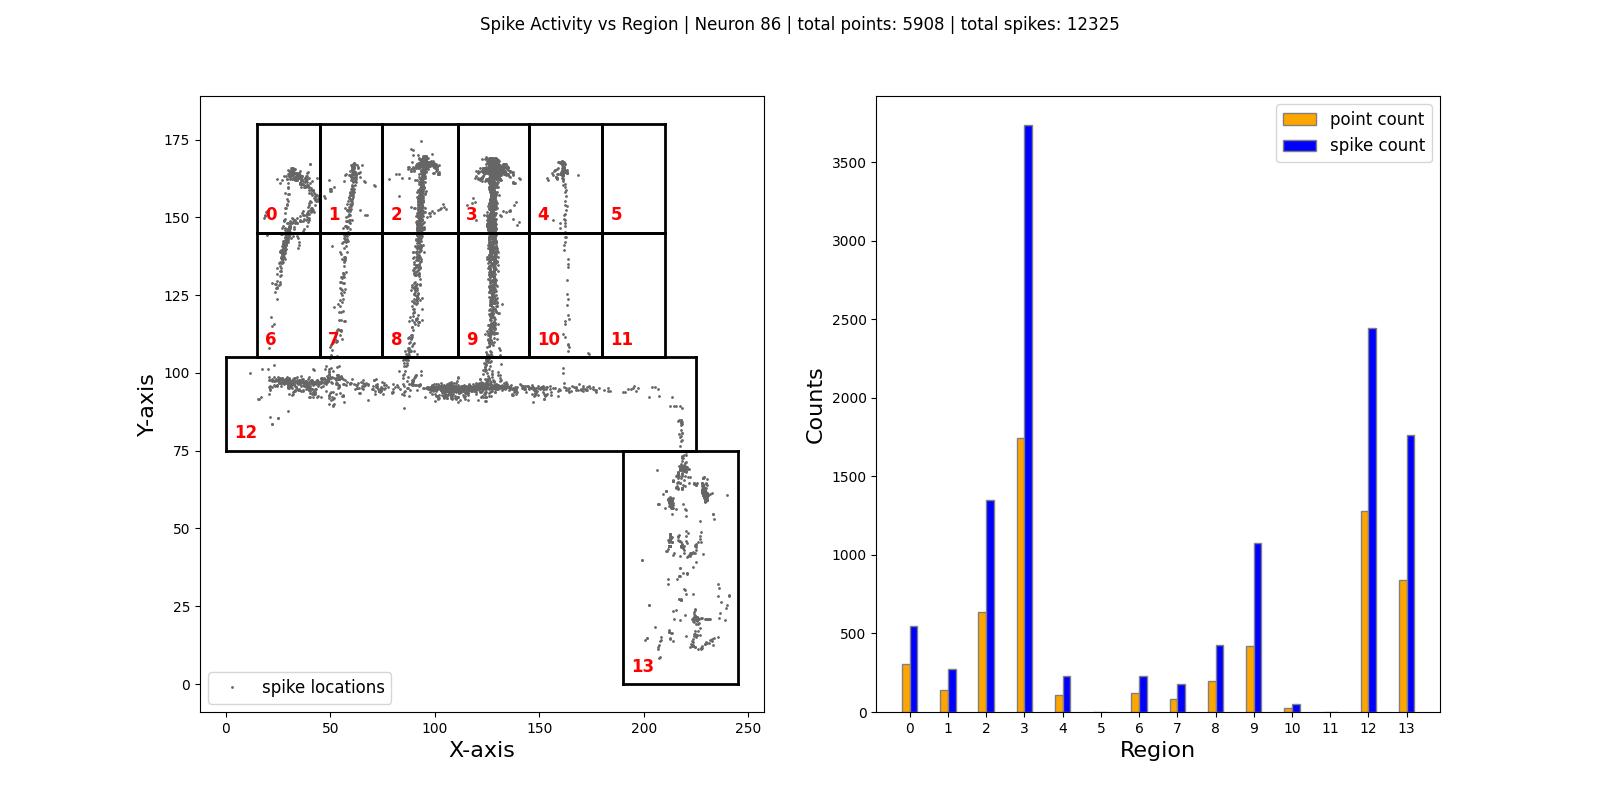 Spike Activity vs Region | Neuron 86 | total points: 5908 | total spikes: 12325
175
150
125
100
75
50
25
0
Y-axis
0 1 2 3 4 5
6 7 8 9 10 11
12
13
spike locations
0 50 100 150 200 250
X-axis
point count
spike count
3500
3000
2500
2000
1500
1000
500
0
Counts
0 1 2 3 4 5 6 7 8 9 10 11 12 13
Region